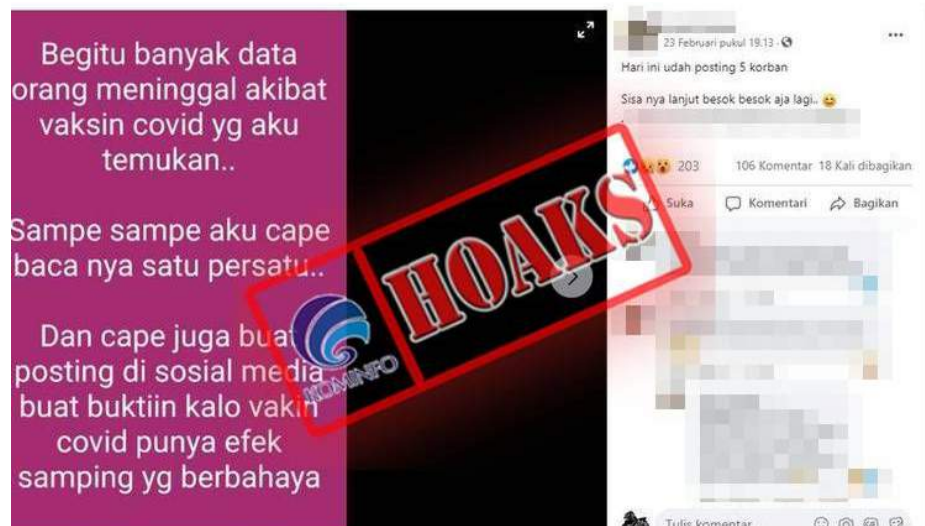 Begitu banyak data
orang meninggal akibat
vaksin covid yg aku
temukan..
Sampe sampe aku cape
baca nya satu persatu..
Dan cape juga buat
posting di sosial media
buat buktiin kalo vakin
covid punya efek
samping yg berbahaya
HOAKS
KOMINFO
23 Februari pukul 19.13 ·
Hari ini udah posting 5 korban
Sisa nya lanjut besok besok aja lagi..
203 106 Komentar 18 Kali dibagikan
Suka Komentari Bagikan
Tulis komentar